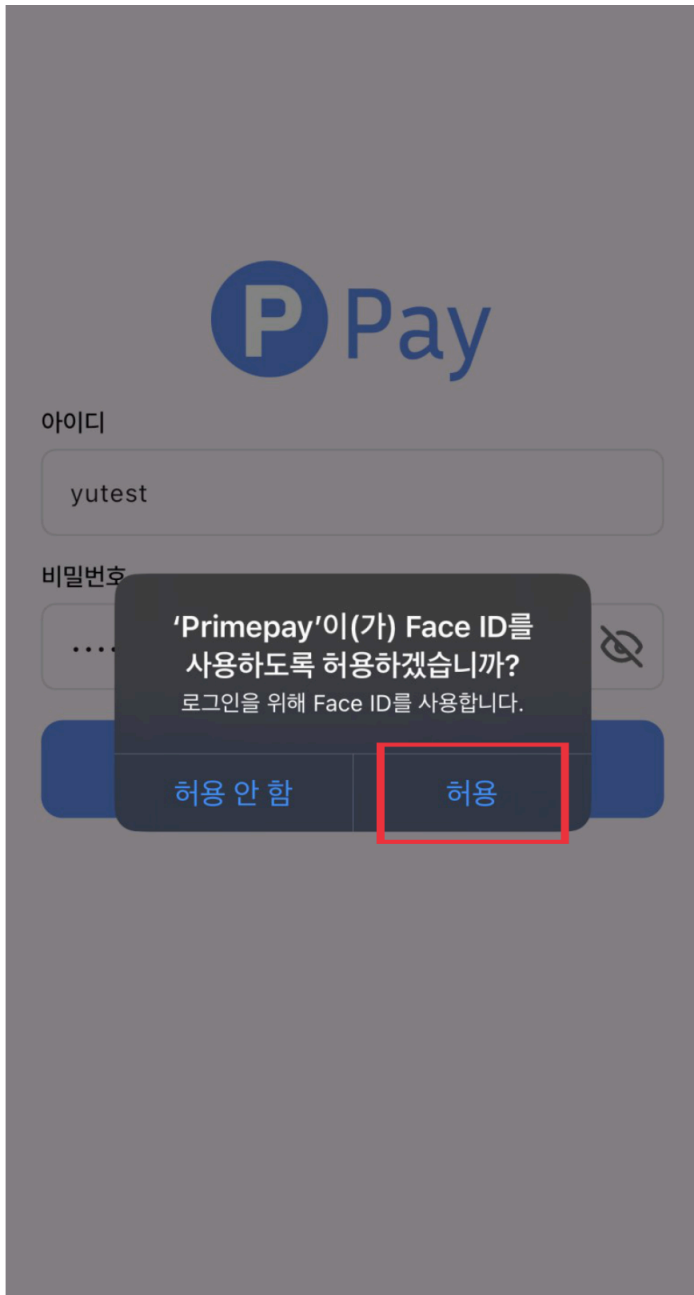 P Pay
아이디
yutest
비밀번호
‘Primepay’이(가) Face ID를
사용하도록 허용하겠습니까?
로그인을 위해 Face ID를 사용합니다.
허용 안 함
허용